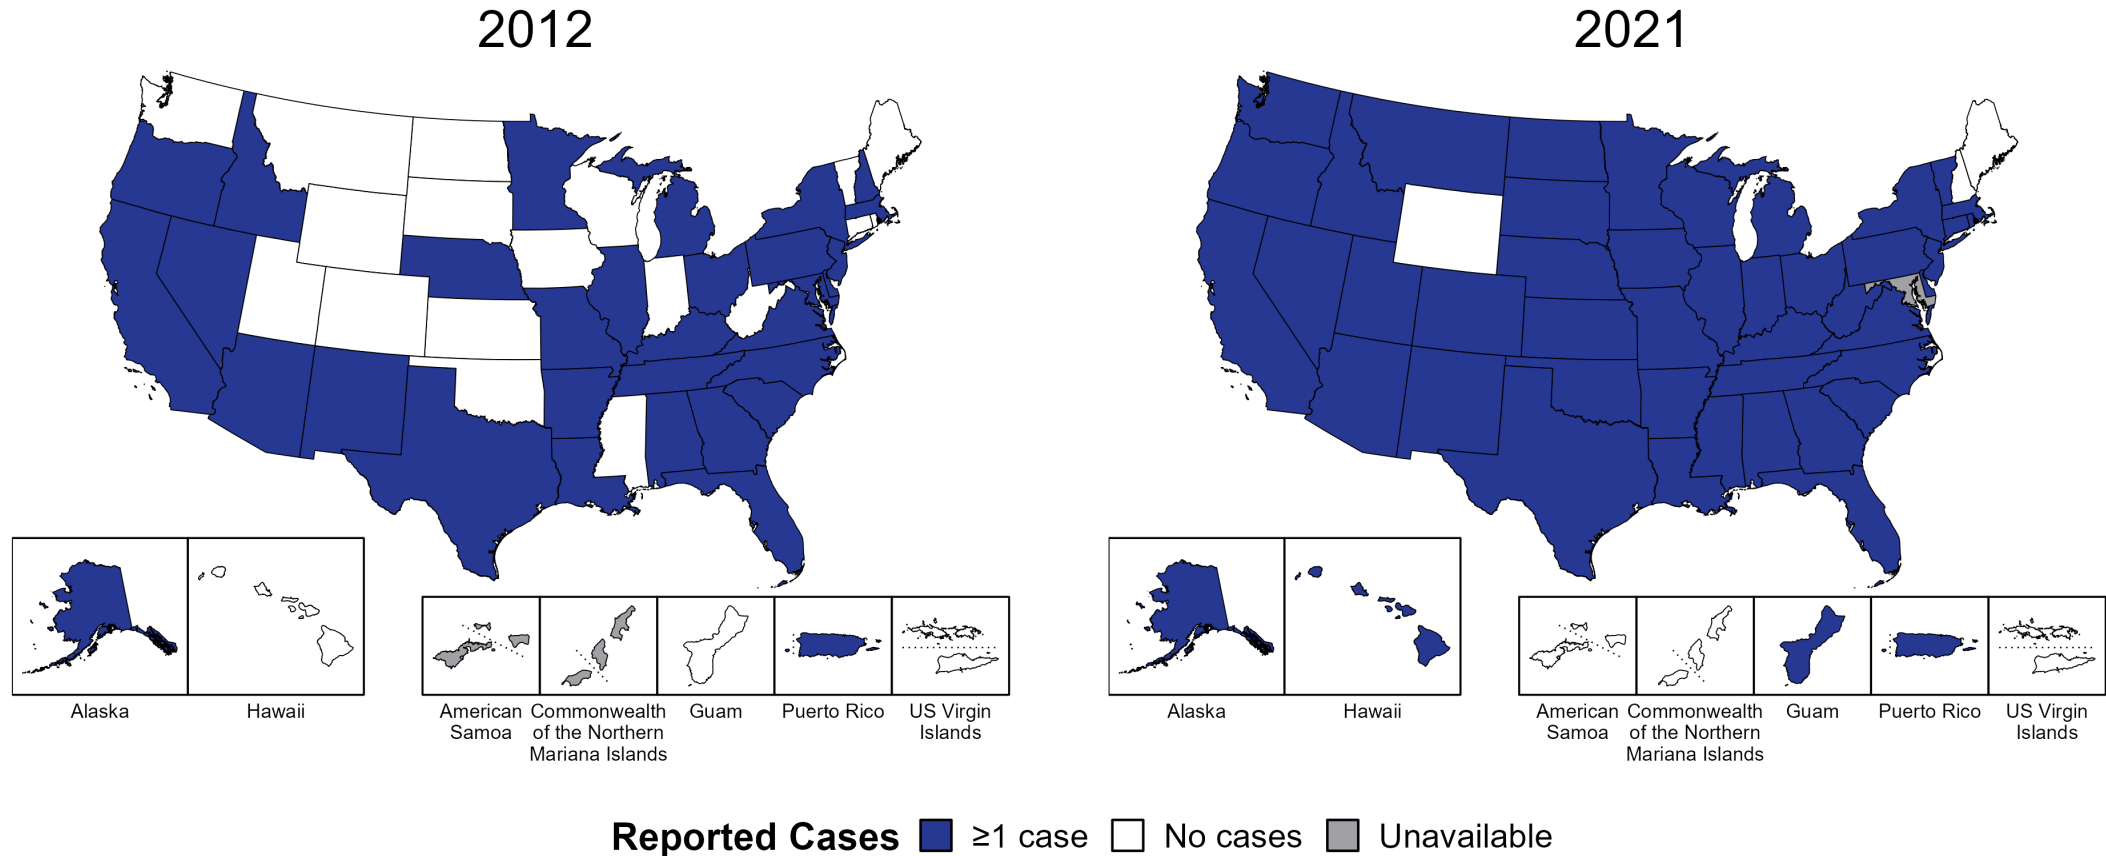 2012
2021
Alaska
Hawaii
American
Samoa
Commonwealth
of the Northern
Mariana Islands
Guam
Puerto Rico
US Virgin
Islands
Alaska
Hawaii
American
Samoa
Commonwealth
of the Northern
Mariana Islands
Guam
Puerto Rico
US Virgin
Islands
Reported Cases ≥1 case No cases Unavailable